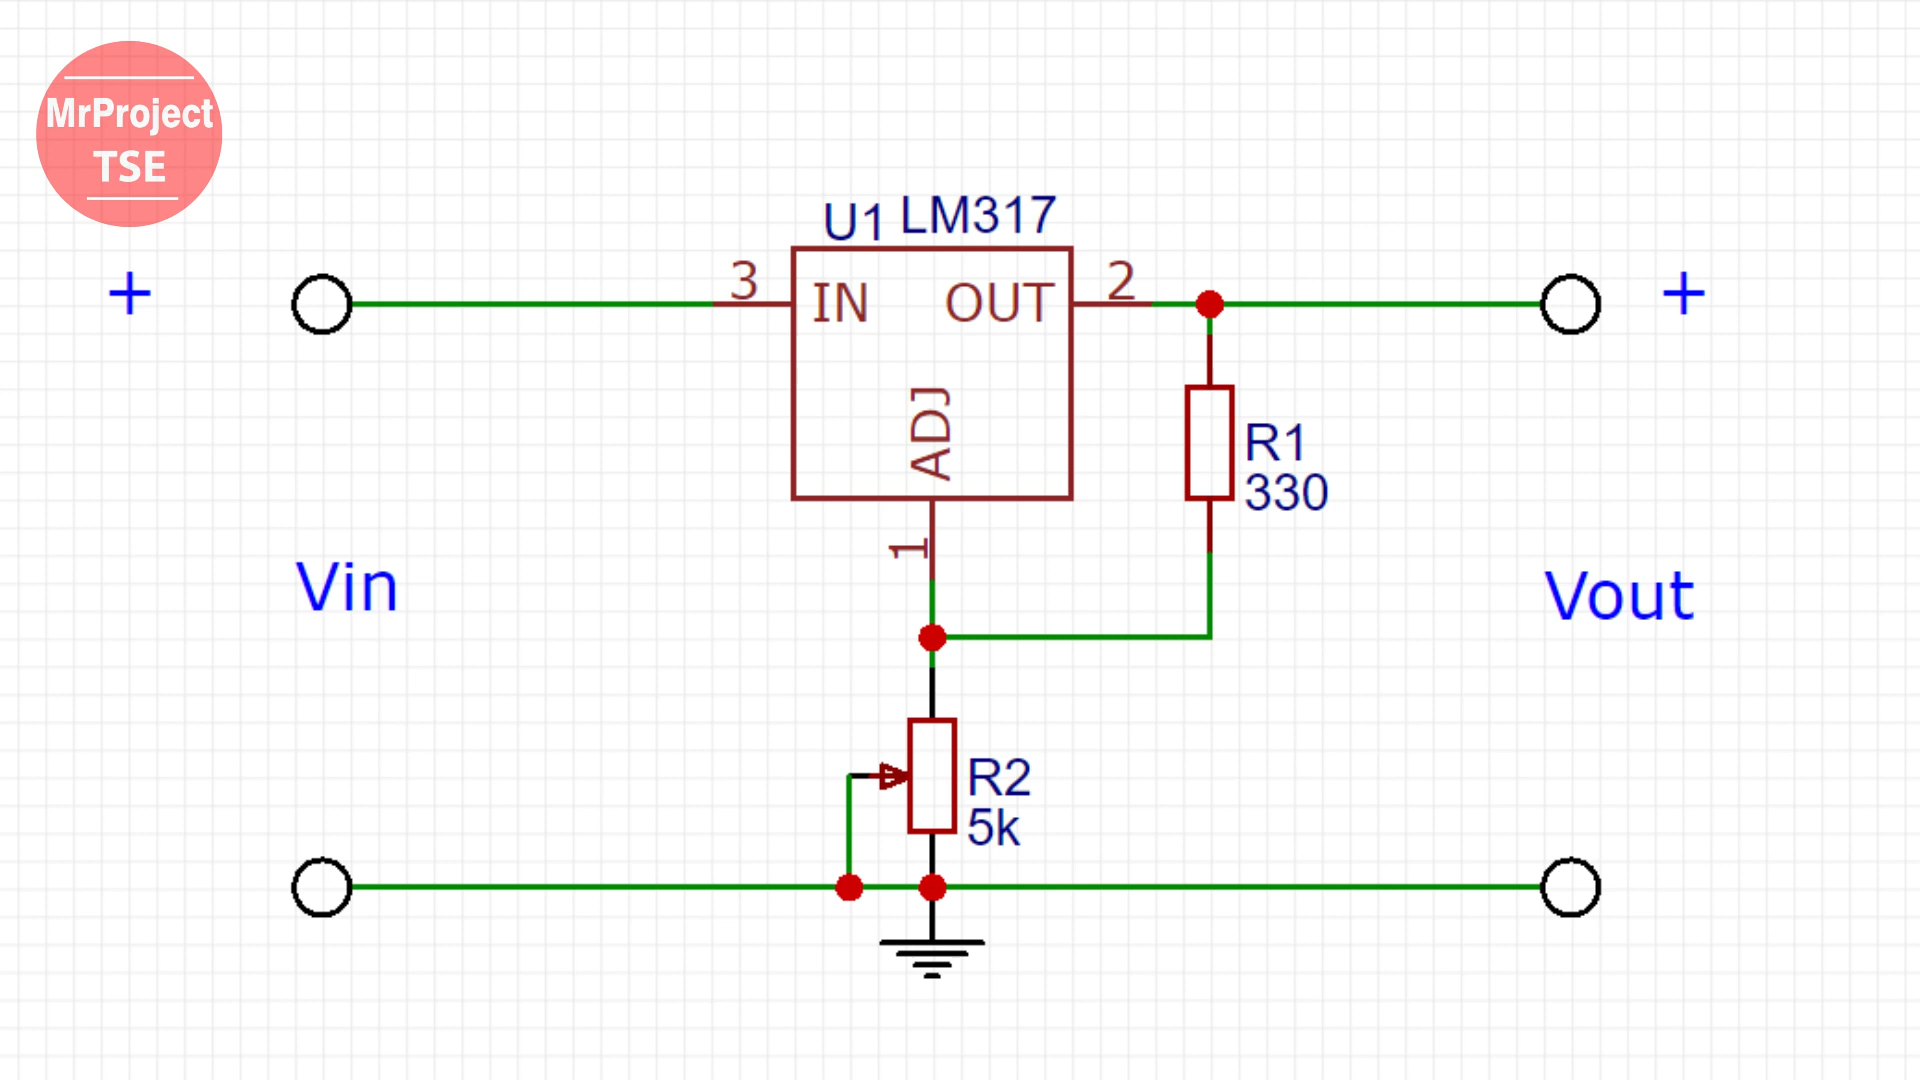 MrProject
TSE
U1 LM317
+
3
IN
OUT
2
+
ADJ
R1
330
1
Vin
Vout
R2
5k